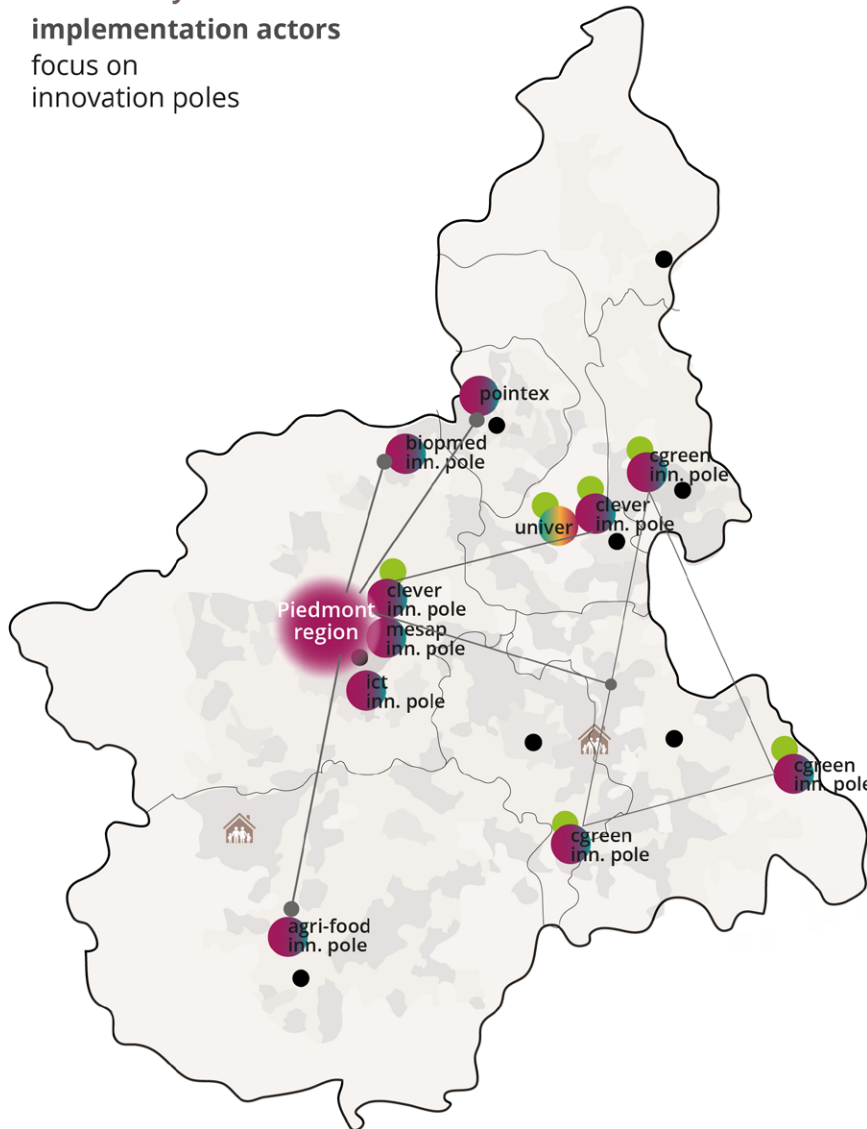 implementation actors
focus on
innovation poles
pointex
biopmed
inn. pole
cgreen
inn. pole
clever
inn. pole
univer
clever
inn. pole
Piedmont
region
mesap
inn. pole
ict
inn. pole
cgreen
inn. pole
cgreen
inn. pole
agri-food
inn. pole